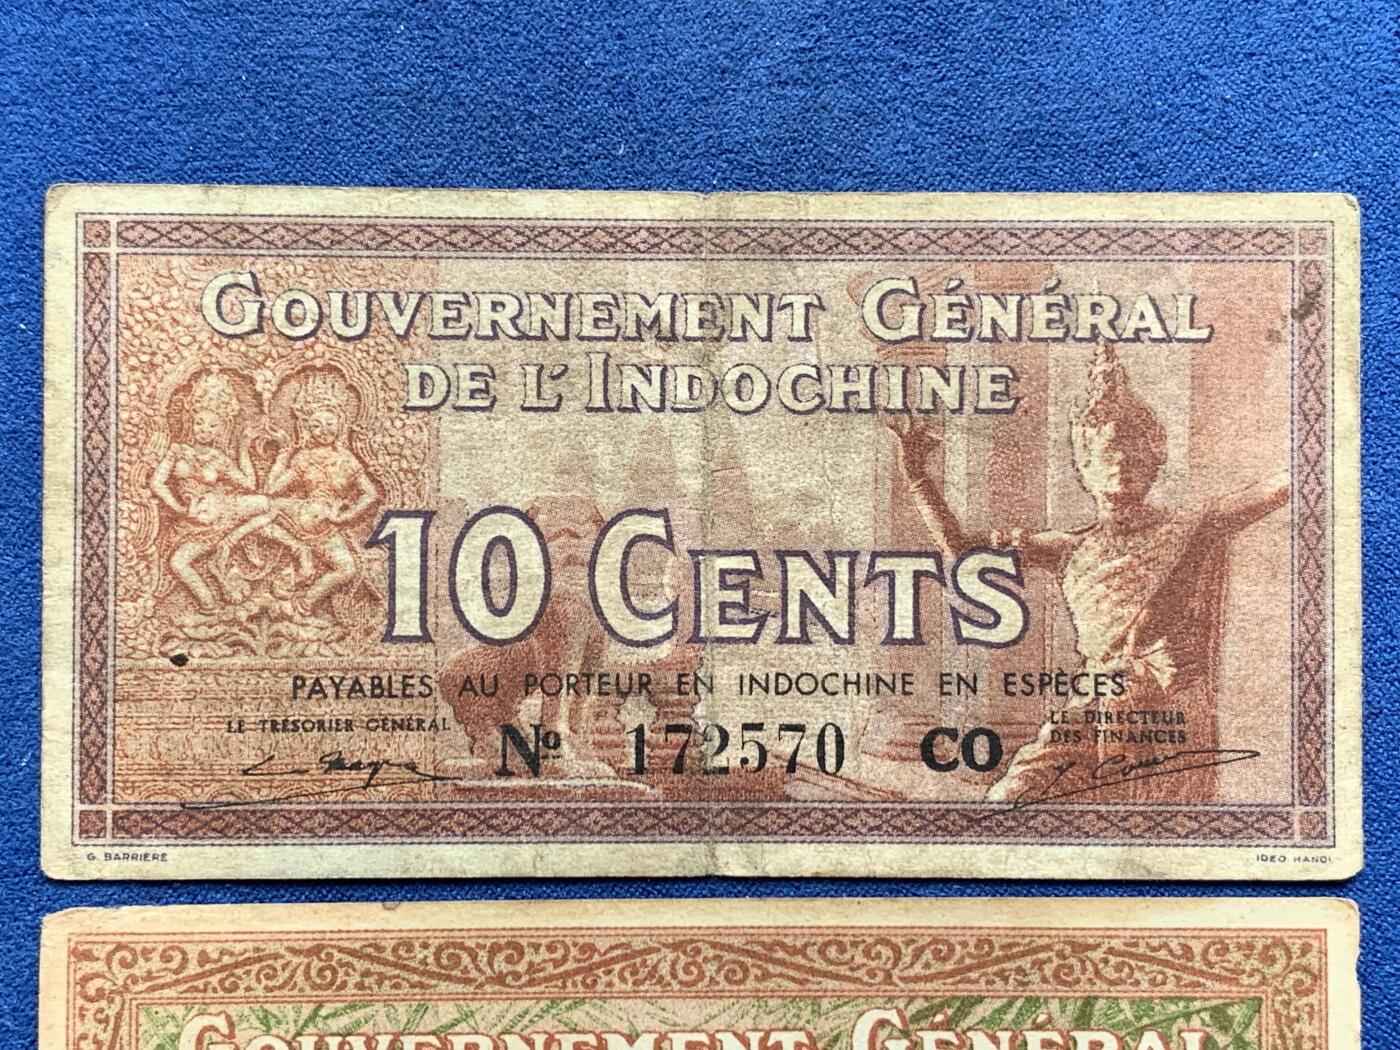 GOUVERNEMENT GÉNÉRAL
DE L'INDOCHINE
10 CENTS
PAYABLES AU PORTEUR EN INDOCHINE EN ESPÈCES
LE TRÉSORIER GÉNÉRAL
LE DIRECTEUR
DES FINANCES
Nº 172570 CO
G. BARRIÈRE
IDEO HANOI
GOUVERNEMENT GÉNÉRAL